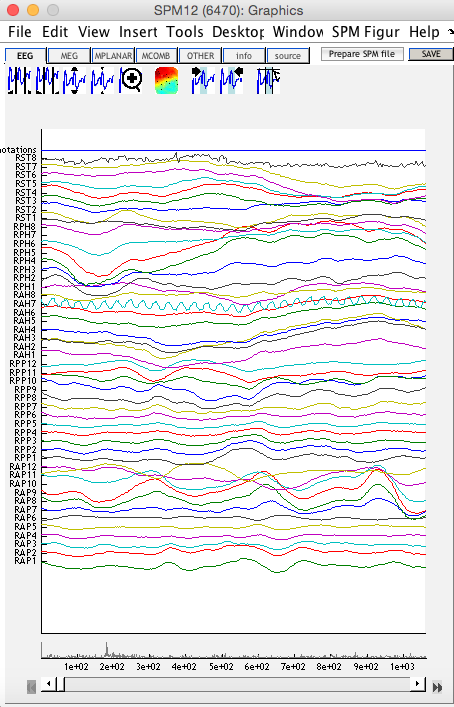 SPM12 (6470): Graphics
File Edit View Insert Tools Desktop Window SPM Figur Help
EEG MEG MPLANAR MCOMB OTHER info source Prepare SPM file SAVE
notations
RST8
RST7
RST6
RST5
RST4
RST3
RST2
RST1
RPH8
RPH7
RPH6
RPH5
RPH4
RPH3
RPH2
RPH1
RAH8
RAH7
RAH6
RAH5
RAH4
RAH3
RAH2
RAH1
RPP12
RPP11
RPP10
RPP9
RPP8
RPP7
RPP6
RPP5
RPP4
RPP3
RPP2
RPP1
RAP12
RAP11
RAP10
RAP9
RAP8
RAP7
RAP6
RAP5
RAP4
RAP3
RAP2
RAP1
1e+02 2e+02 3e+02 4e+02 5e+02 6e+02 7e+02 8e+02 9e+02 1e+03